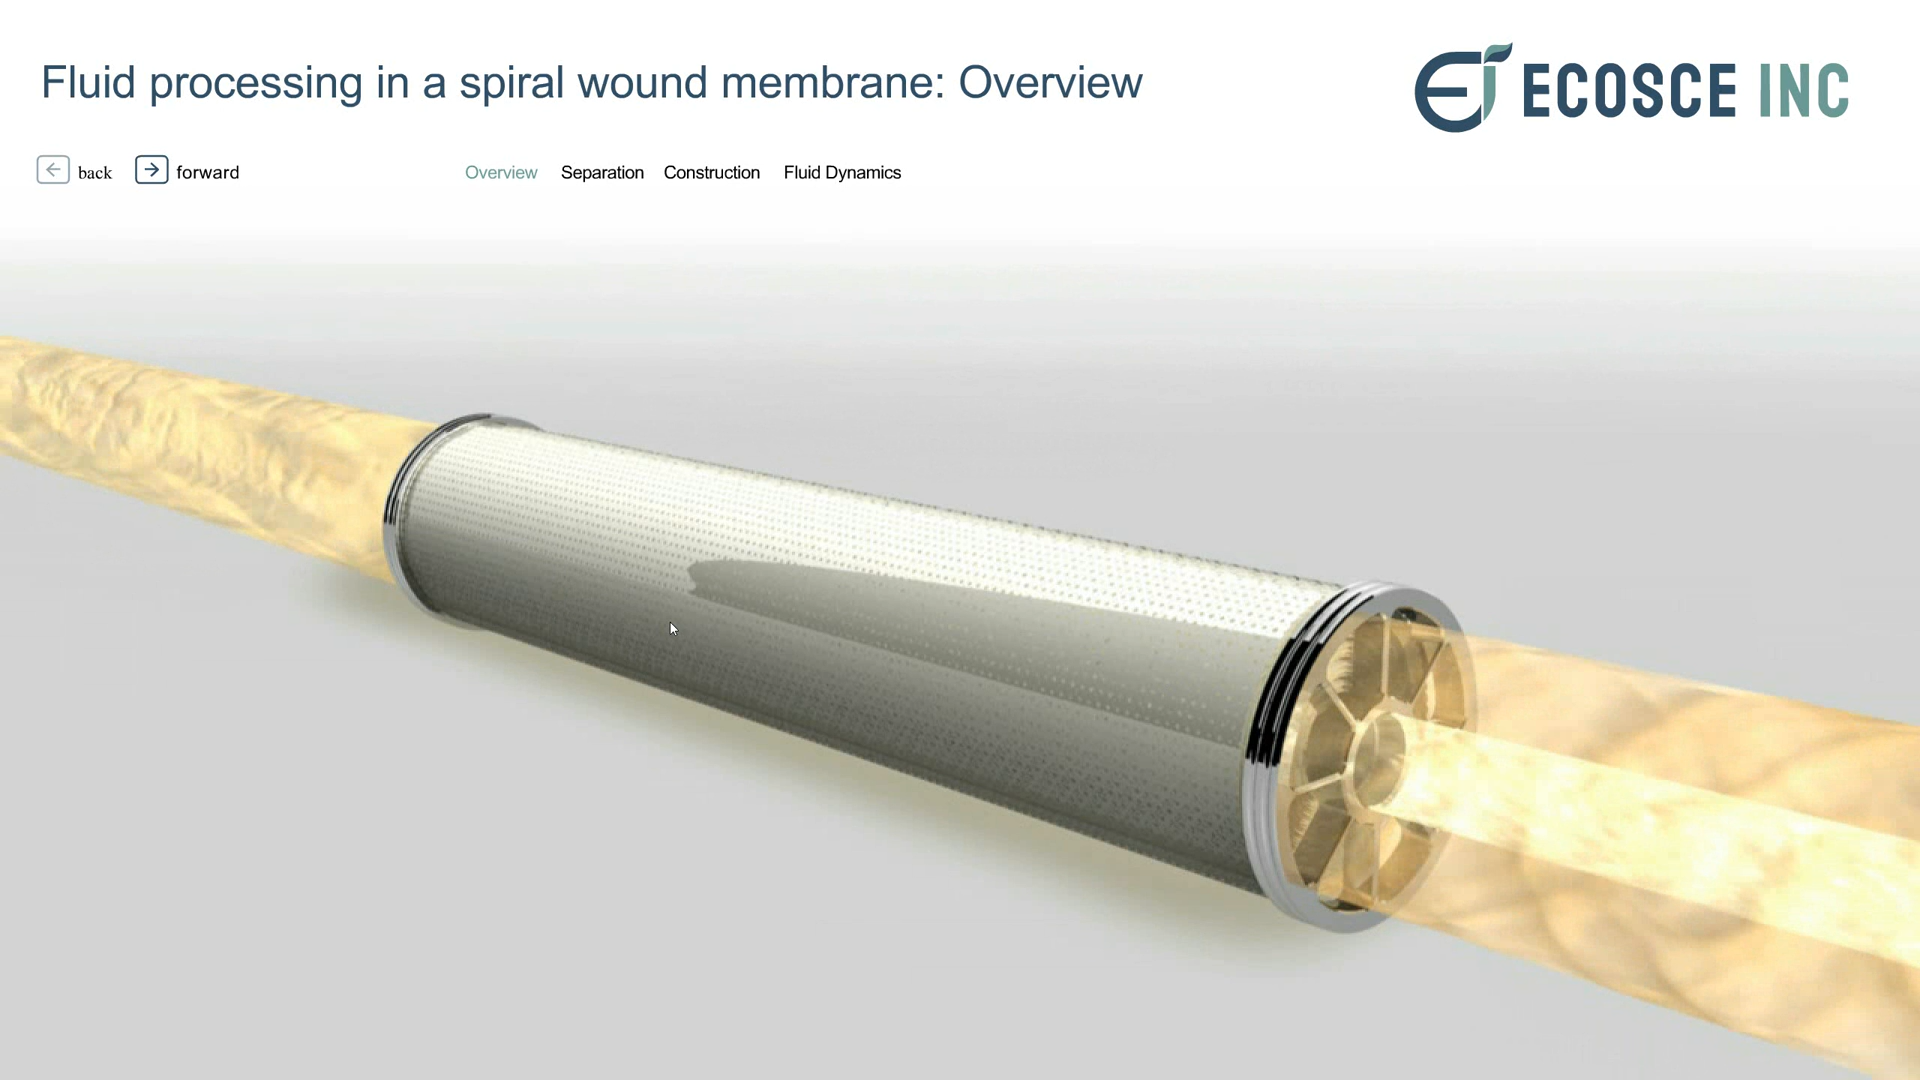 Fluid processing in a spiral wound membrane: Overview
ECOSCE INC
back forward Overview Separation Construction Fluid Dynamics